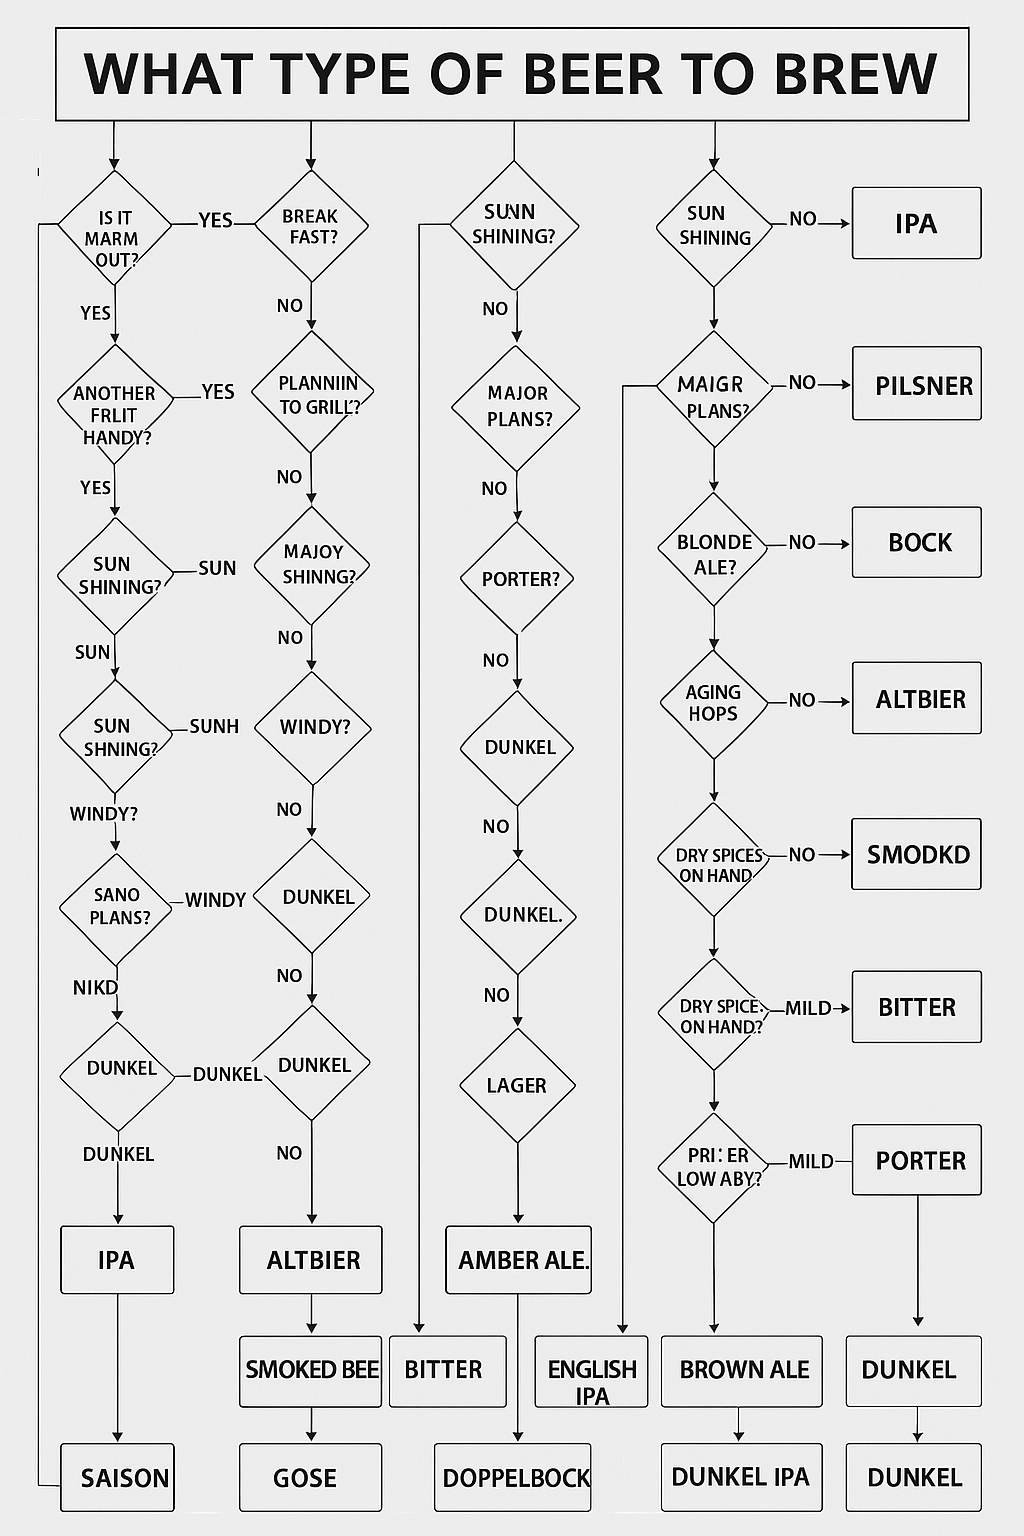 WHAT TYPE OF BEER TO BREW
IS IT
MARM
OUT?
YES
BREAK
FAST?
SUNN
SHINING?
SUN
SHINING
NO
IPA
YES
NO
NO
ANOTHER
FRLIT
HANDY?
YES
PLANNIIN
TO GRILL?
MAJOR
PLANS?
MAIGR
PLANS?
NO
PILSNER
YES
NO
NO
SUN
SHINING?
SUN
MAJOY
SHINNG?
PORTER?
BLONDE
ALE?
NO
BOCK
SUN
NO
NO
SUN
SHNING?
SUNH
WINDY?
DUNKEL
AGING
HOPS
NO
ALTBIER
WINDY?
NO
NO
SANO
PLANS?
WINDY
DUNKEL
DUNKEL.
DRY SPICES
ON HAND
NO
SMODKD
NIKD
NO
NO
DUNKEL
DUNKEL
DUNKEL
LAGER
DRY SPICE.
ON HAND?
MILD
BITTER
DUNKEL
NO
LOW ABY?
MILD
PORTER
IPA
ALTBIER
AMBER ALE.
SMOKED BEE
BITTER
ENGLISH
IPA
BROWN ALE
DUNKEL
SAISON
GOSE
DOPPELBOCK
DUNKEL IPA
DUNKEL